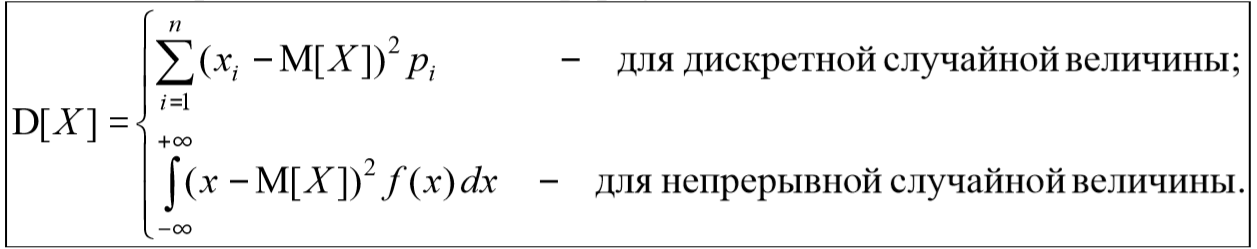 D[X] = { ∑_{i=1}^{n} (x_i − M[X])² p_i – для дискретной случайной величины;
∫_{−∞}^{+∞} (x − M[X])² f(x) dx – для непрерывной случайной величины.